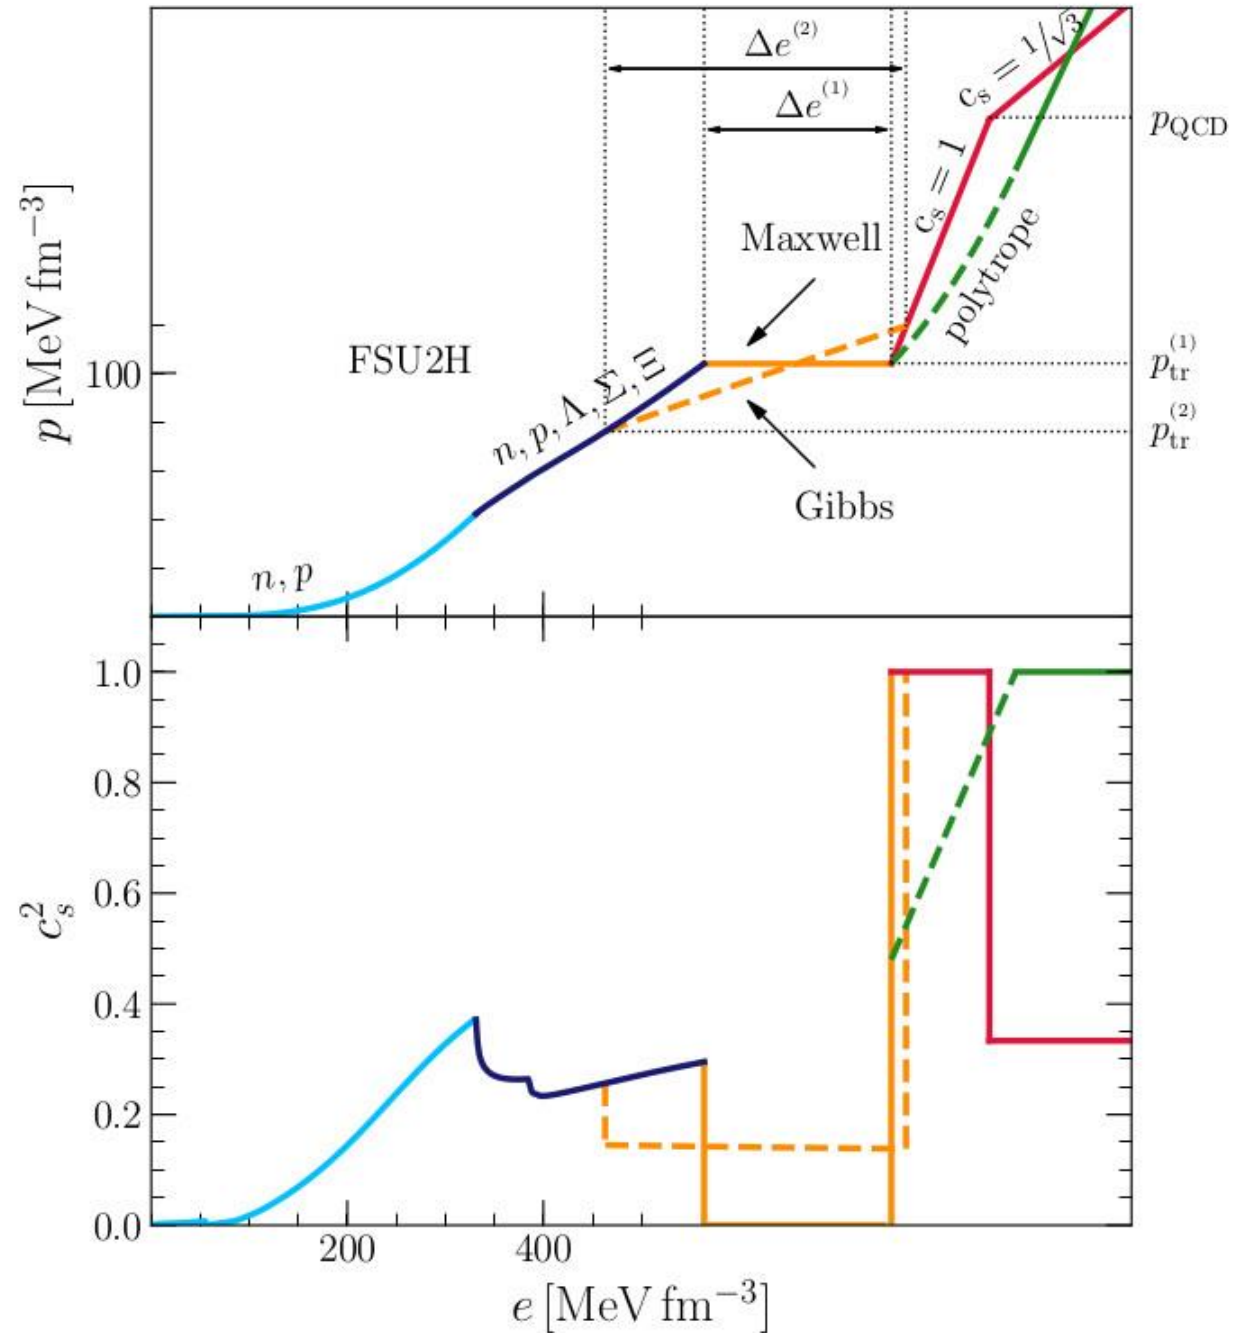 Δe⁽²⁾
Δe⁽¹⁾
c_s = 1/√3
p_QCD
c_s = 1
Maxwell
polytrope
FSU2H
n, p, Λ, Σ, Ξ
p_tr⁽¹⁾
100
p [MeV fm⁻³]
p_tr⁽²⁾
Gibbs
n, p
1.0
0.8
0.6
c_s²
0.4
0.2
0.0
200 400
e [MeV fm⁻³]